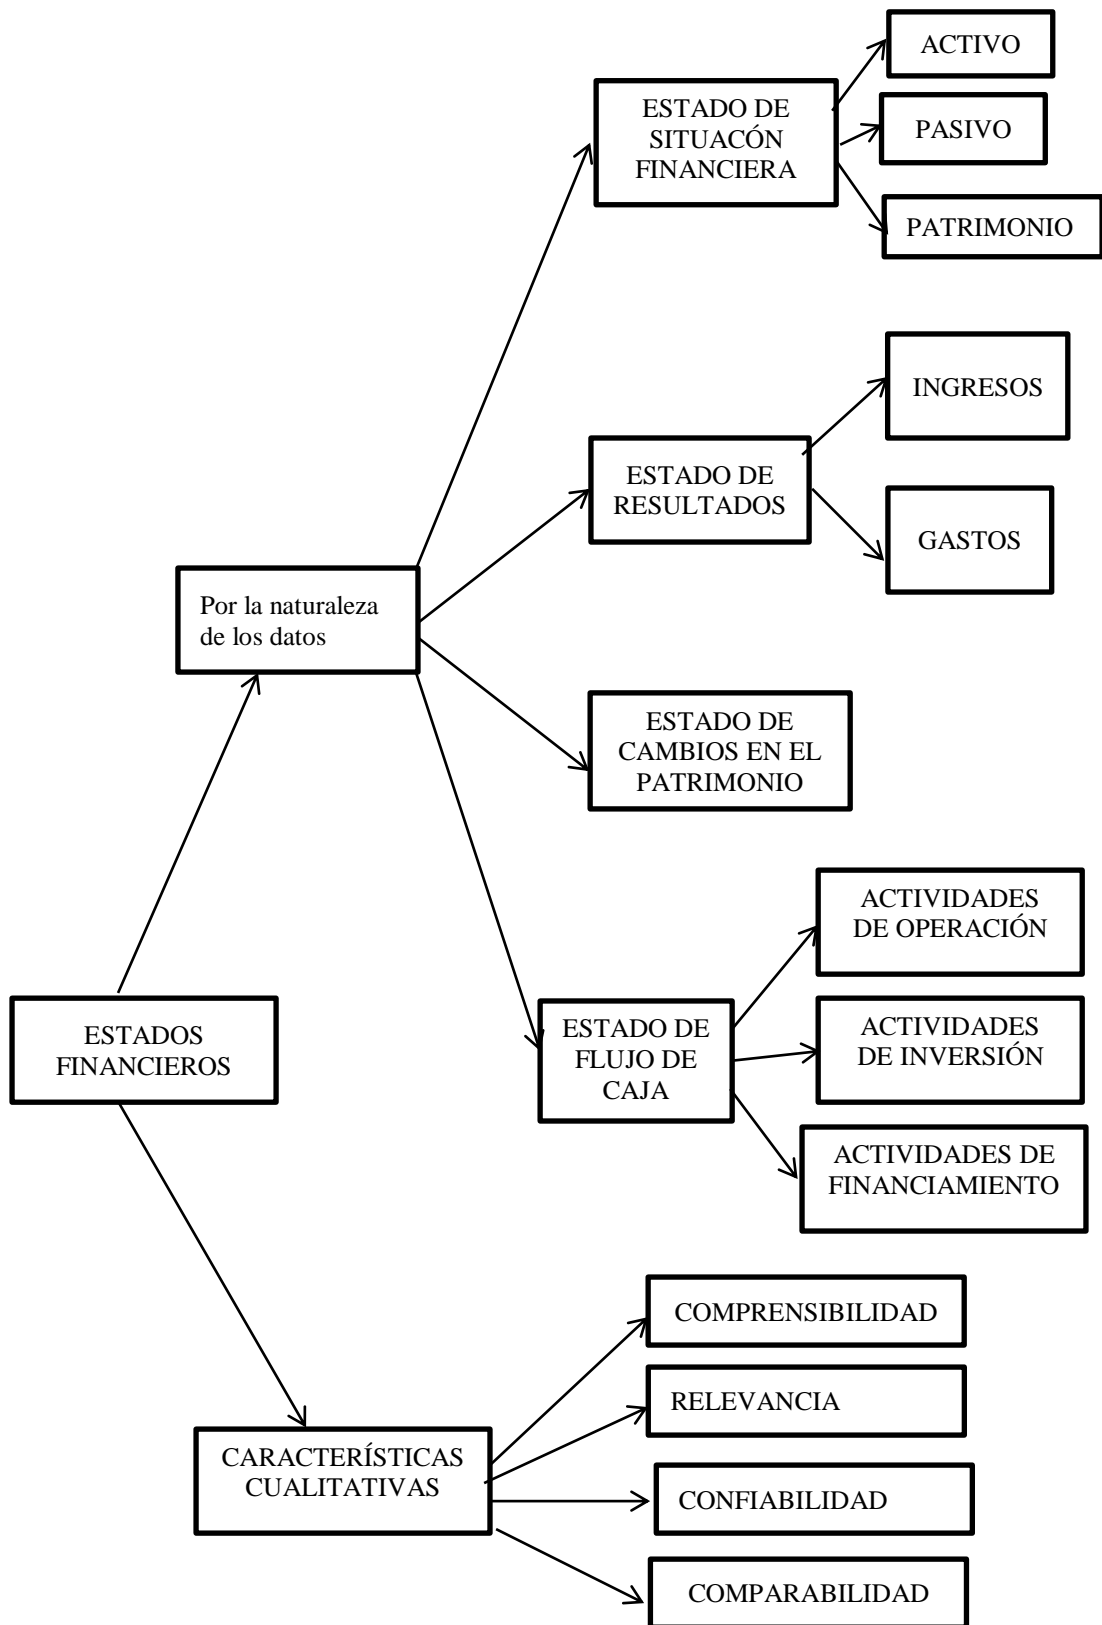 ACTIVO
ESTADO DE
SITUACÓN
FINANCIERA
PASIVO
PATRIMONIO
INGRESOS
ESTADO DE
RESULTADOS
GASTOS
Por la naturaleza
de los datos
ESTADO DE
CAMBIOS EN EL
PATRIMONIO
ACTIVIDADES
DE OPERACIÓN
ESTADOS
FINANCIEROS
ESTADO DE
FLUJO DE
CAJA
ACTIVIDADES
DE INVERSIÓN
ACTIVIDADES DE
FINANCIAMIENTO
COMPRENSIBILIDAD
RELEVANCIA
CARACTERÍSTICAS
CUALITATIVAS
CONFIABILIDAD
COMPARABILIDAD